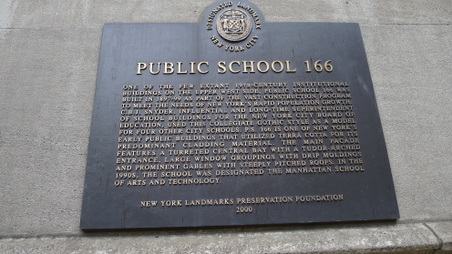 DESIGNATED LANDMARK
NEW YORK CITY
PUBLIC SCHOOL 166
ONE OF THE FEW EXTANT 19TH-CENTURY INSTITUTIONAL
BUILDINGS ON THE UPPER WEST SIDE, PUBLIC SCHOOL 166 WAS
BUILT IN 1897-99 AS PART OF THE VAST CONSTRUCTION PROGRAM
TO MEET THE NEEDS OF NEW YORK'S RAPID POPULATION GROWTH.
C.B.J. SNYDER, INFLUENTIAL AND LONG-TIME SUPERINTENDENT
OF SCHOOL BUILDINGS FOR THE NEW YORK CITY BOARD OF
EDUCATION, USED THIS COLLEGIATE GOTHIC STYLE AS A MODEL
FOR FOUR OTHER CITY SCHOOLS. P.S. 166 IS ONE OF NEW YORK'S
EARLY PUBLIC BUILDINGS THAT UTILIZED TERRA COTTA FOR ITS
PREDOMINANT CLADDING MATERIAL. THE MAIN FACADE
FEATURES A TURRETED CENTRAL BAY WITH A TUDOR-ARCHED
ENTRANCE, LARGE WINDOW GROUPINGS WITH DRIP MOLDINGS
AND PROMINENT GABLES WITH STEEPLY PITCHED ROOFS. IN THE
1990S, THE SCHOOL WAS DESIGNATED THE MANHATTAN SCHOOL
OF ARTS AND TECHNOLOGY.
NEW YORK LANDMARKS PRESERVATION FOUNDATION
2000